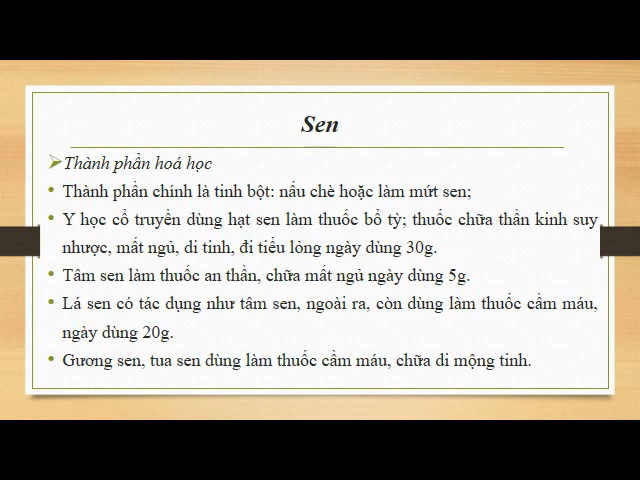 Sen
Thành phần hoá học
Thành phần chính là tinh bột: nấu chè hoặc làm mứt sen;
Y học cổ truyền dùng hạt sen làm thuốc bổ tỳ; thuốc chữa thần kinh suy
nhược, mất ngủ, di tinh, đi tiểu lỏng ngày dùng 30g.
Tâm sen làm thuốc an thần, chữa mất ngủ ngày dùng 5g.
Lá sen có tác dụng như tâm sen, ngoài ra, còn dùng làm thuốc cầm máu,
ngày dùng 20g.
Gương sen, tua sen dùng làm thuốc cầm máu, chữa di mộng tinh.